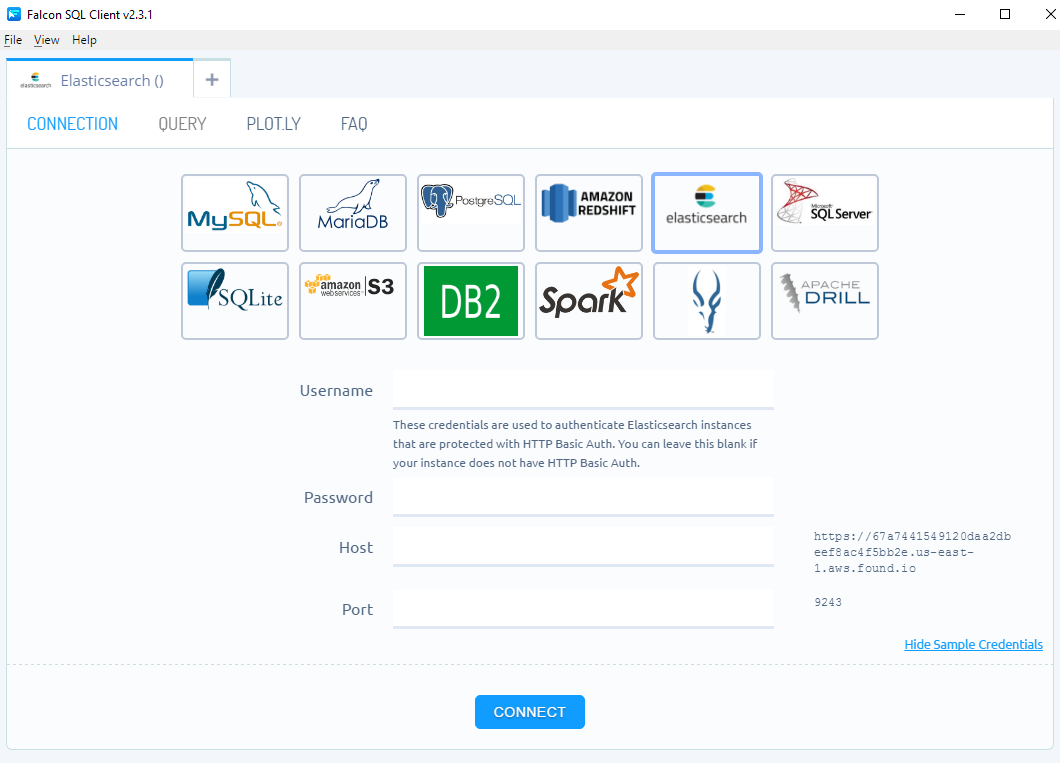 Falcon SQL Client v2.3.1
File View Help
elasticsearch Elasticsearch () +
CONNECTION QUERY PLOT.LY FAQ
MySQL MariaDB PostgreSQL AMAZON REDSHIFT elasticsearch Microsoft SQL Server
SQLite amazon webservices S3 DB2 Spark APACHE DRILL
Username
These credentials are used to authenticate Elasticsearch instances
that are protected with HTTP Basic Auth. You can leave this blank if
your instance does not have HTTP Basic Auth.
Password
Host
https://67a7441549120daa2db
eef8ac4f5bb2e.us-east-
1.aws.found.io
Port
9243
Hide Sample Credentials
CONNECT